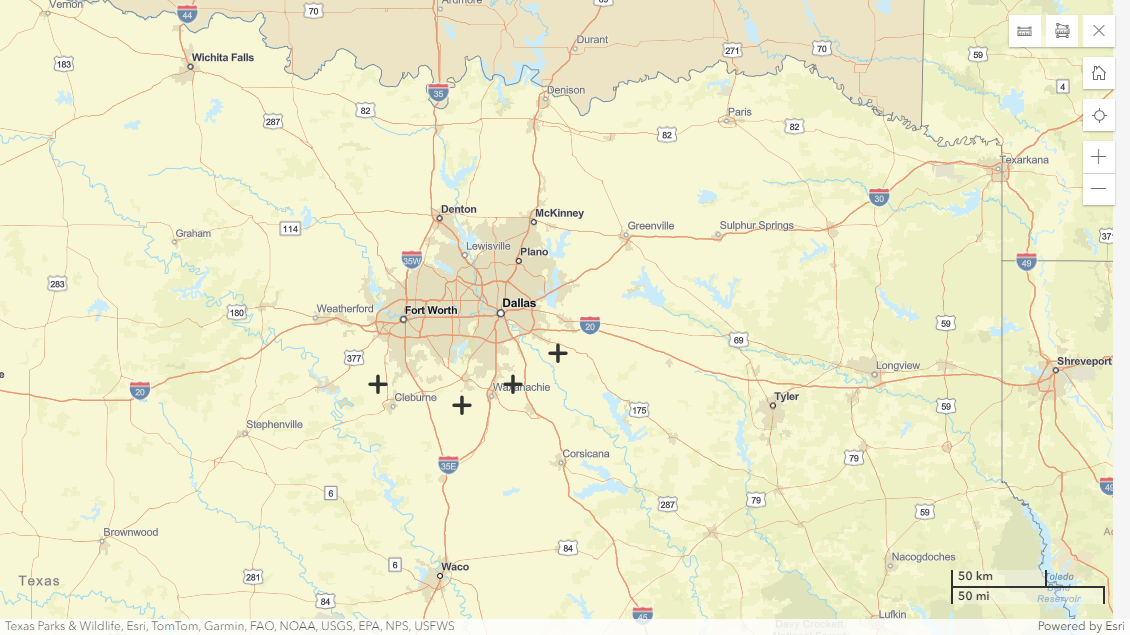 Vernon
44
70
Ardmore
69
Durant
271
70
59
183
Wichita Falls
35
Denison
4
82
287
Paris
82
82
Texarkana
30
Denton
McKinney
Graham
114
Greenville
Sulphur Springs
371
Lewisville
35W
Plano
49
283
180
Weatherford
Fort Worth
Dallas
20
59
69
377
Longview
Shreveport
20
Cleburne
Waxahachie
Tyler
175
59
Stephenville
35E
Corsicana
79
6
287
79
59
49
Brownwood
84
6
Nacogdoches
Waco
Texas
281
50 km
Toledo
Bend
Reservoir
50 mi
84
45
Lufkin
Davy Crockett
National Forest
Texas Parks & Wildlife, Esri, TomTom, Garmin, FAO, NOAA, USGS, EPA, NPS, USFWS
Powered by Esri